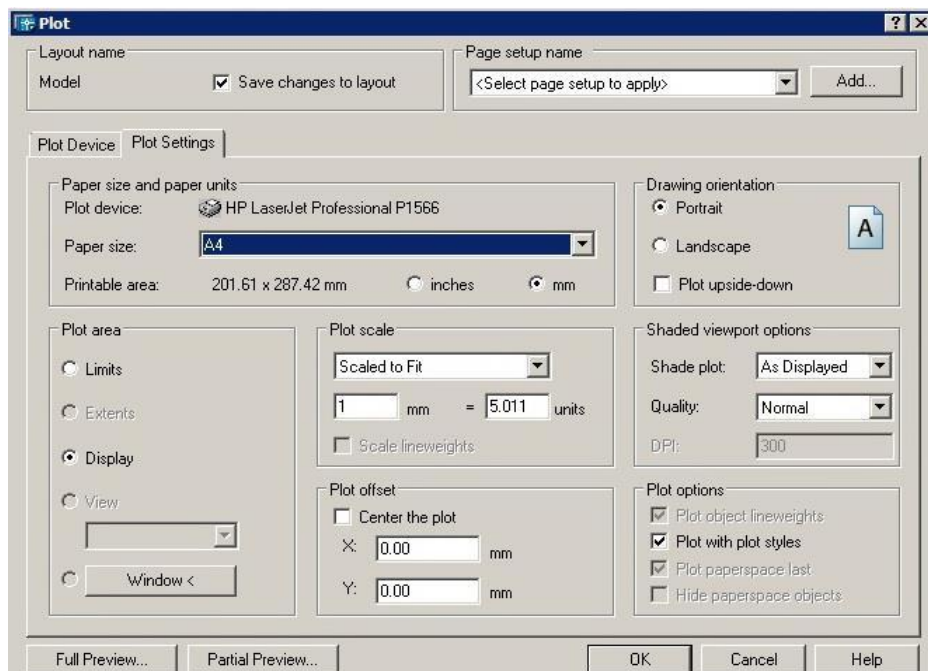 Plot
Layout name
Model
Save changes to layout
Page setup name
<Select page setup to apply>
Add...
Plot Device
Plot Settings
Paper size and paper units
Plot device:
HP LaserJet Professional P1566
Paper size:
A4
Printable area:
201.61 x 287.42 mm
inches
mm
Drawing orientation
Portrait
Landscape
Plot upside-down
A
Plot area
Limits
Extents
Display
View
Window <
Plot scale
Scaled to Fit
1 mm = 5.011 units
Scale lineweights
Plot offset
Center the plot
X: 0.00 mm
Y: 0.00 mm
Shaded viewport options
Shade plot: As Displayed
Quality: Normal
DPI: 300
Plot options
Plot object lineweights
Plot with plot styles
Plot paperspace last
Hide paperspace objects
Full Preview...
Partial Preview...
OK
Cancel
Help